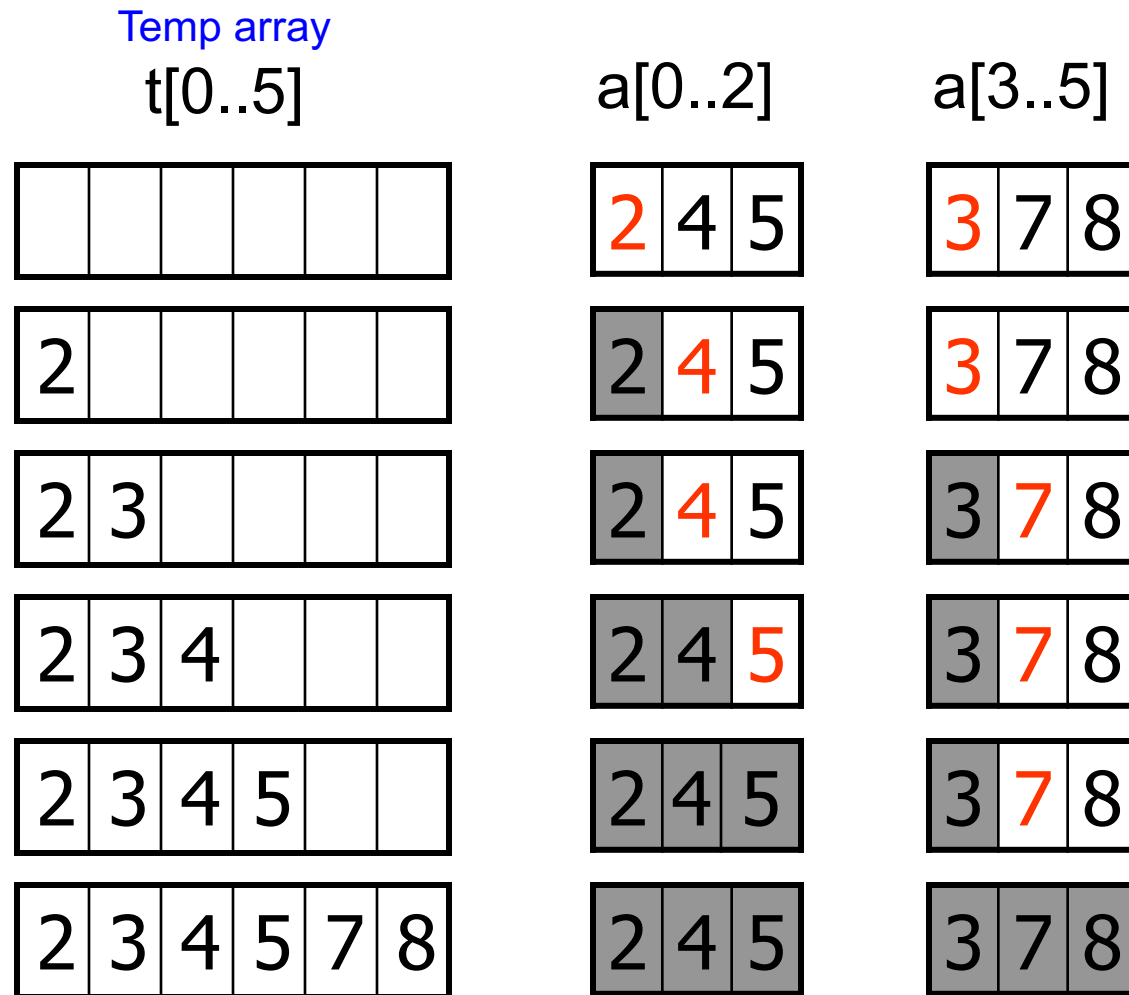 Temp array
t[0..5] a[0..2] a[3..5]
2 4 5 3 7 8
2 2 4 5 3 7 8
2 3 2 4 5 3 7 8
2 3 4 2 4 5 3 7 8
2 3 4 5 2 4 5 3 7 8
2 3 4 5 7 8 2 4 5 3 7 8